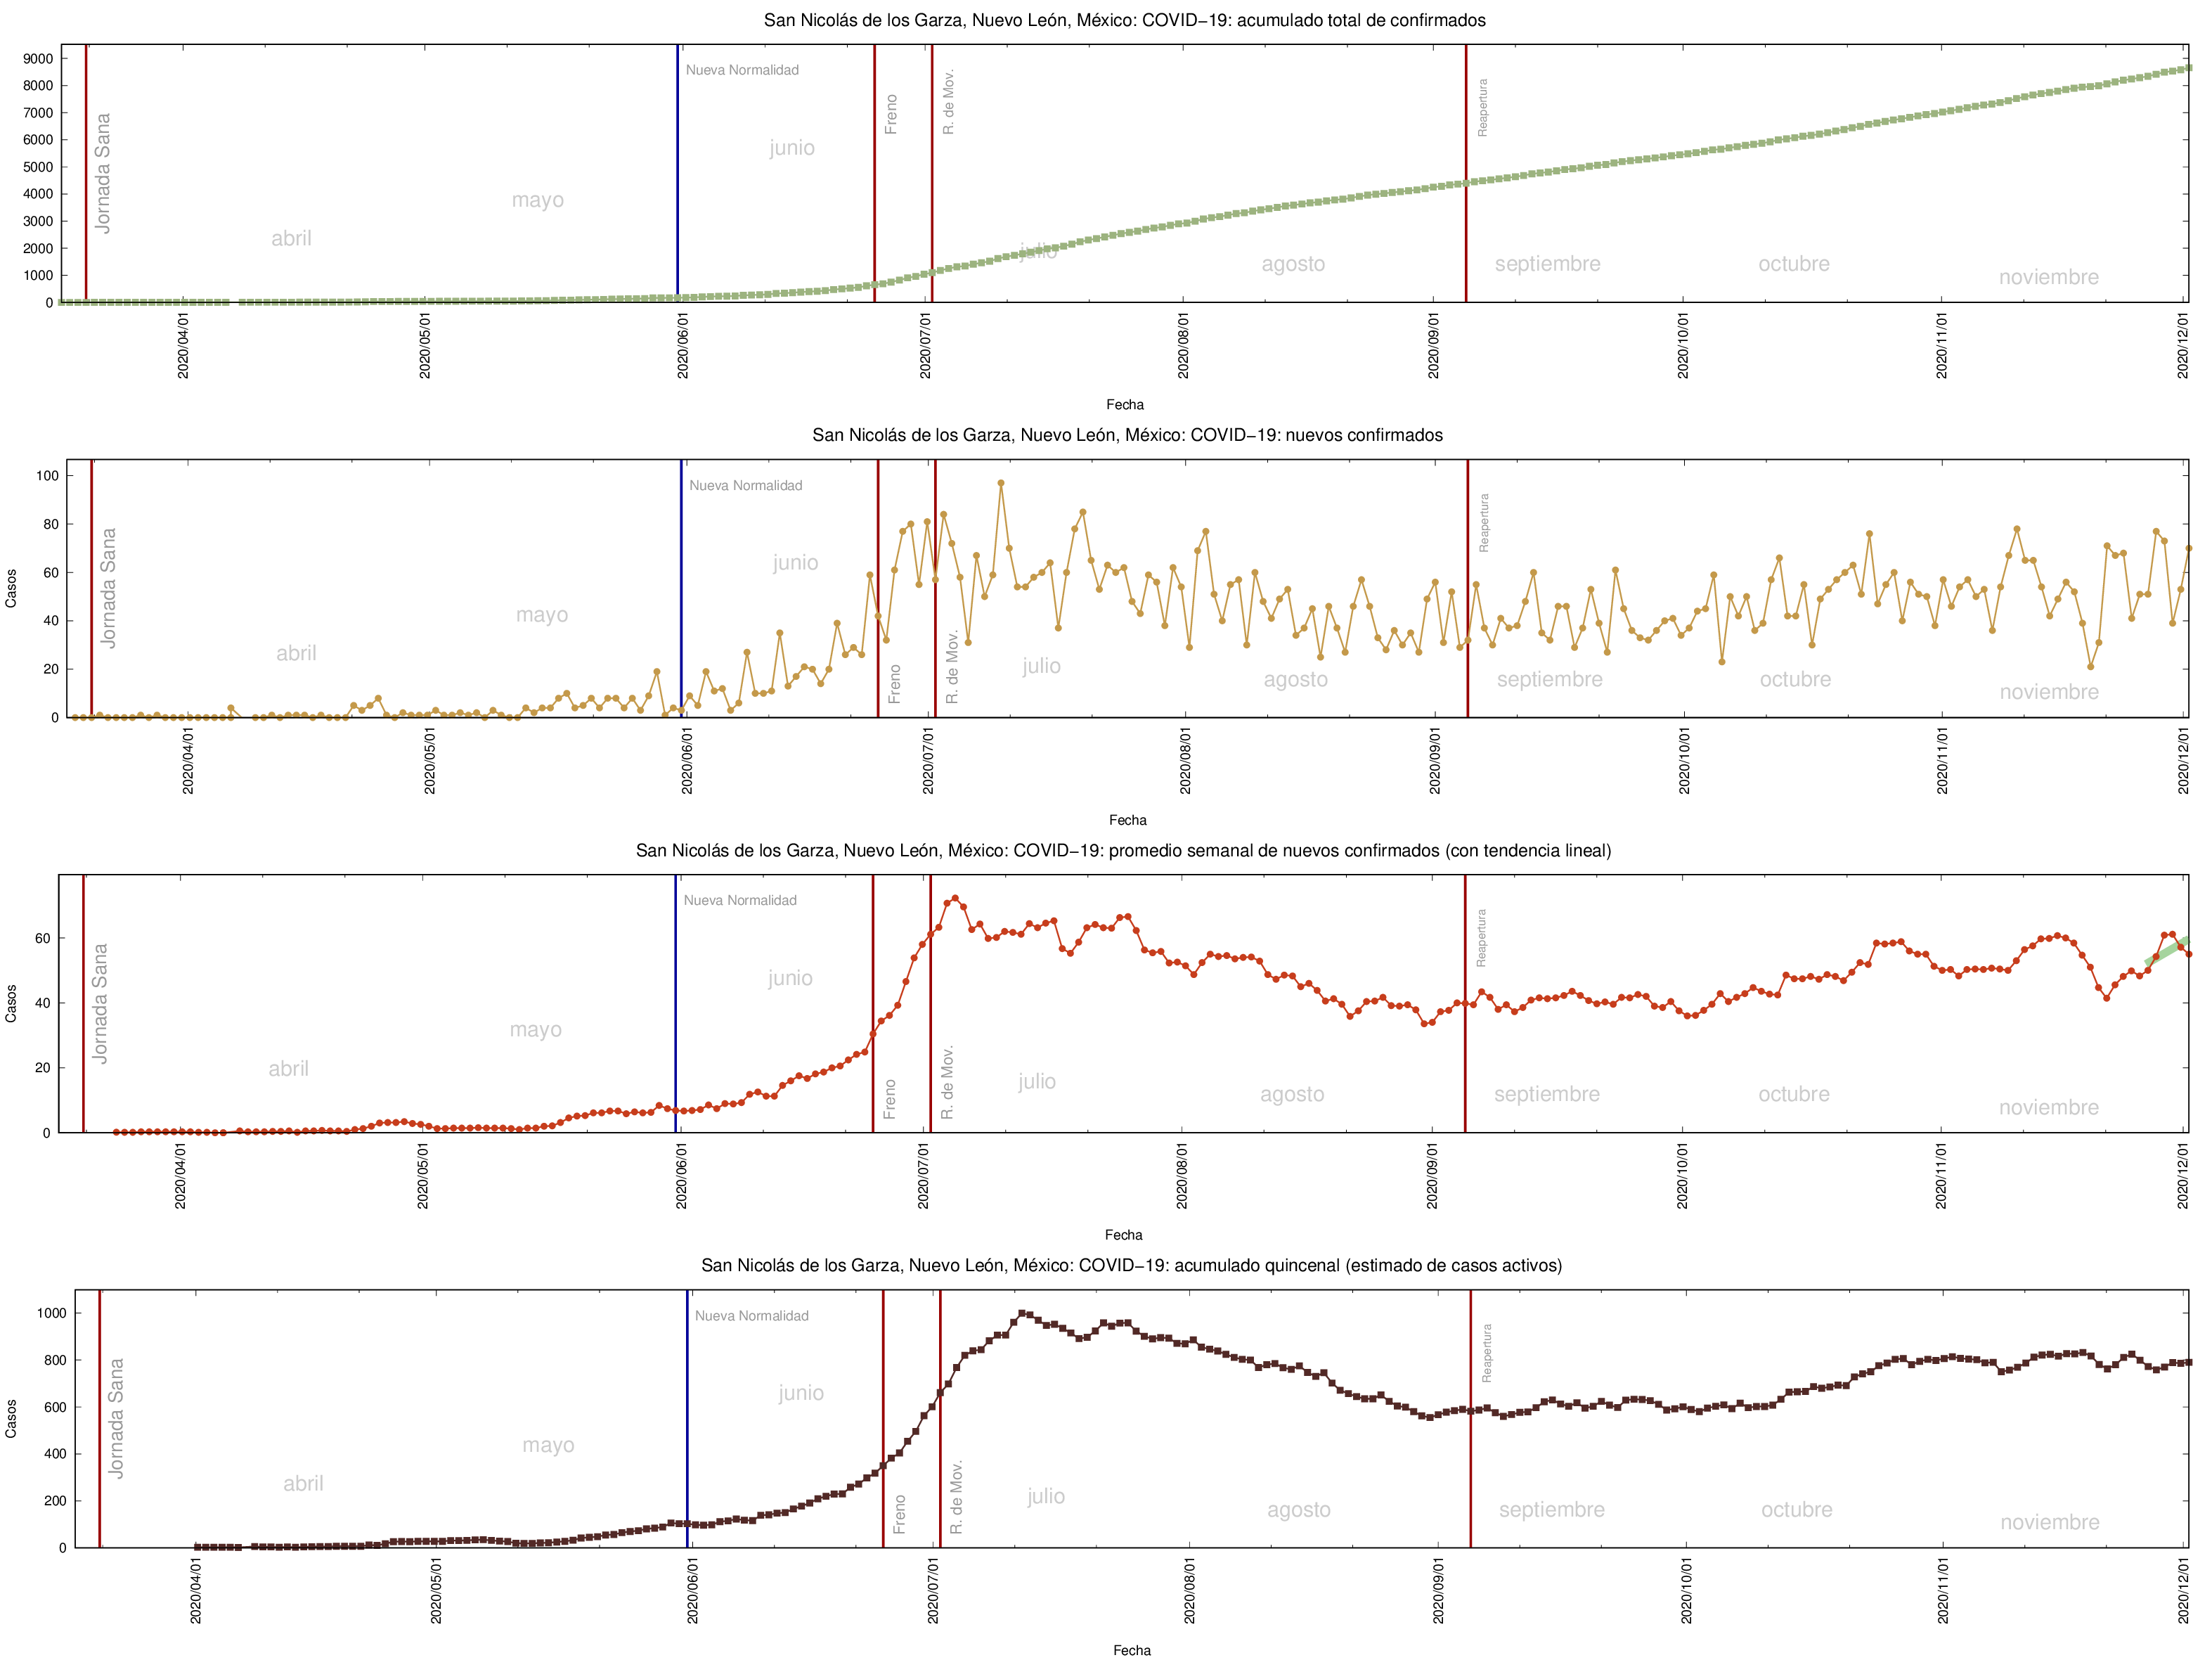 San Nicolás de los Garza, Nuevo León, México: COVID−19: acumulado total de confirmados
9000
8000
7000
6000
5000
4000
3000
2000
1000
0
Jornada Sana
abril
mayo
Nueva Normalidad
junio
Freno
R. de Mov.
julio
agosto
Reapertura
septiembre
octubre
noviembre
2020/04/01
2020/05/01
2020/06/01
2020/07/01
2020/08/01
2020/09/01
2020/10/01
2020/11/01
2020/12/01
Fecha
San Nicolás de los Garza, Nuevo León, México: COVID−19: nuevos confirmados
Casos
100
80
60
40
20
0
Jornada Sana
abril
mayo
Nueva Normalidad
junio
Freno
R. de Mov.
julio
agosto
Reapertura
septiembre
octubre
noviembre
2020/04/01
2020/05/01
2020/06/01
2020/07/01
2020/08/01
2020/09/01
2020/10/01
2020/11/01
2020/12/01
Fecha
San Nicolás de los Garza, Nuevo León, México: COVID−19: promedio semanal de nuevos confirmados (con tendencia lineal)
Casos
60
40
20
0
Jornada Sana
abril
mayo
Nueva Normalidad
junio
Freno
R. de Mov.
julio
agosto
Reapertura
septiembre
octubre
noviembre
2020/04/01
2020/05/01
2020/06/01
2020/07/01
2020/08/01
2020/09/01
2020/10/01
2020/11/01
2020/12/01
Fecha
San Nicolás de los Garza, Nuevo León, México: COVID−19: acumulado quincenal (estimado de casos activos)
Casos
1000
800
600
400
200
0
Jornada Sana
abril
mayo
Nueva Normalidad
junio
Freno
R. de Mov.
julio
agosto
Reapertura
septiembre
octubre
noviembre
2020/04/01
2020/05/01
2020/06/01
2020/07/01
2020/08/01
2020/09/01
2020/10/01
2020/11/01
2020/12/01
Fecha